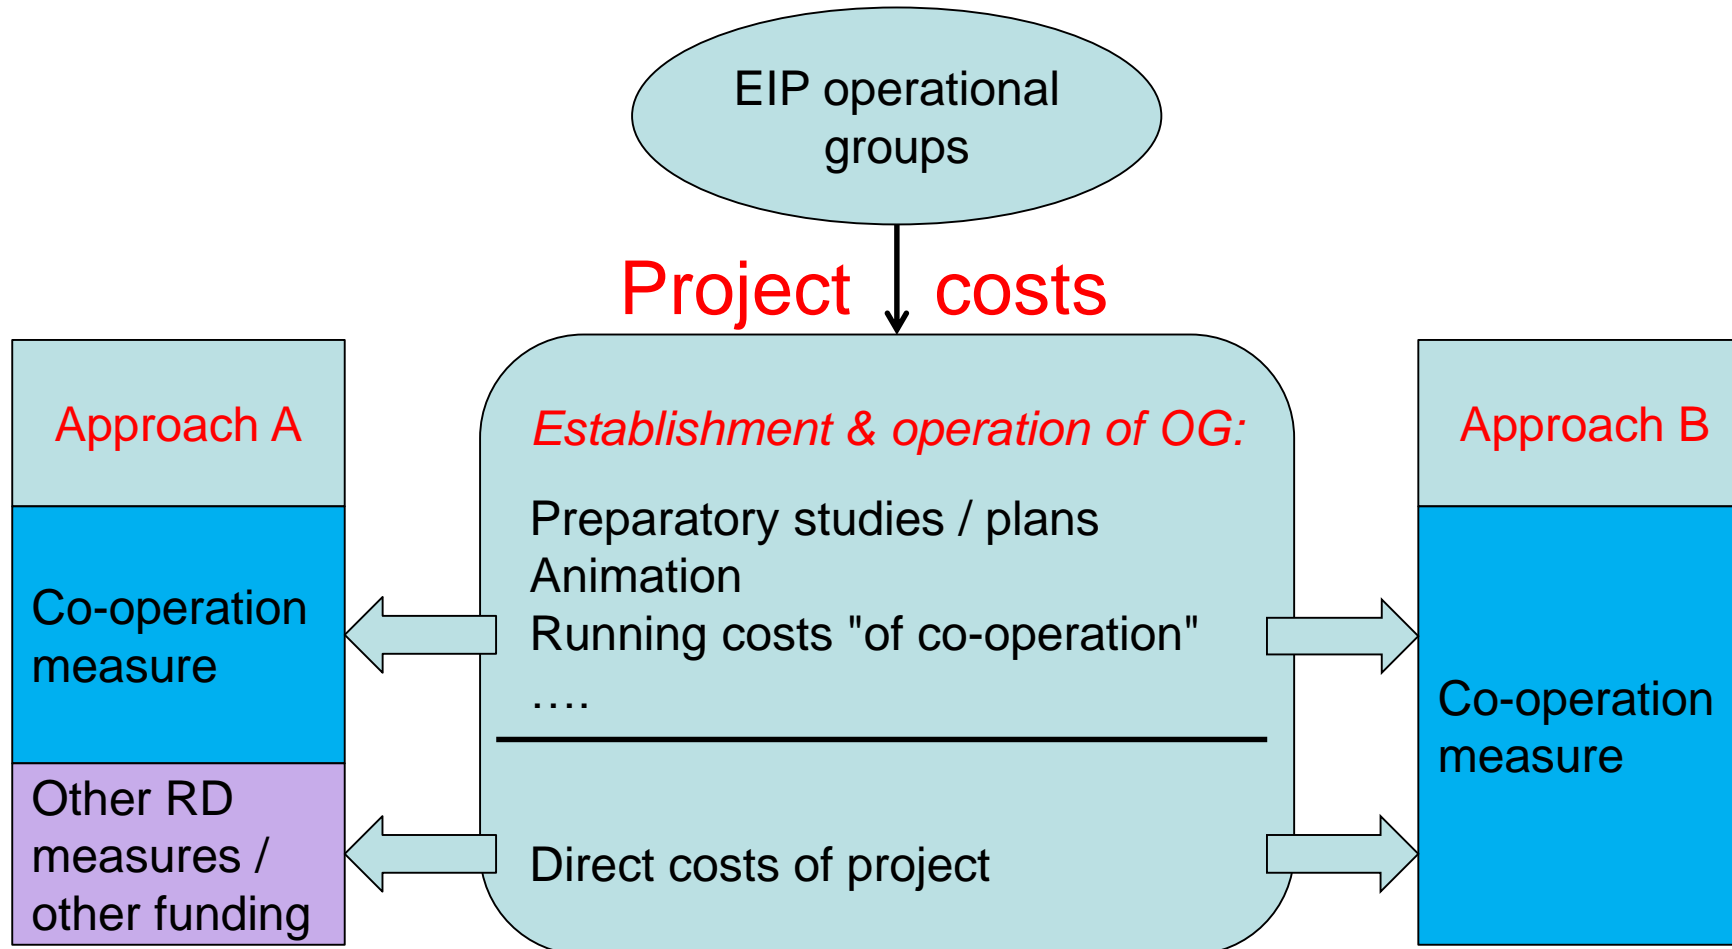 EIP operational
groups
Project costs
Approach A
Co-operation
measure
Other RD
measures /
other funding
Establishment & operation of OG:
Preparatory studies / plans
Animation
Running costs "of co-operation"
….
Direct costs of project
Approach B
Co-operation
measure